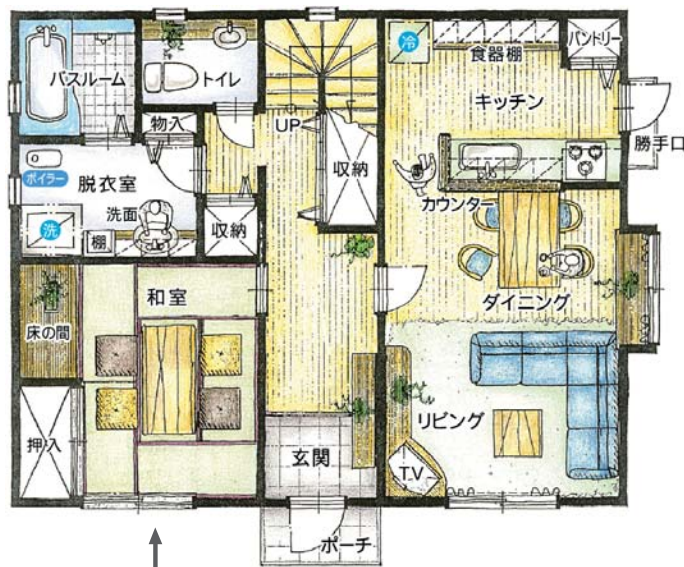 バスルーム
トイレ
UP
収納
冷
食器棚
パントリー
キッチン
勝手口
カウンター
物入
ボイラー
脱衣室
洗面
洗
棚
収納
和室
床の間
押入
ダイニング
リビング
T.V
玄関
ポーチ